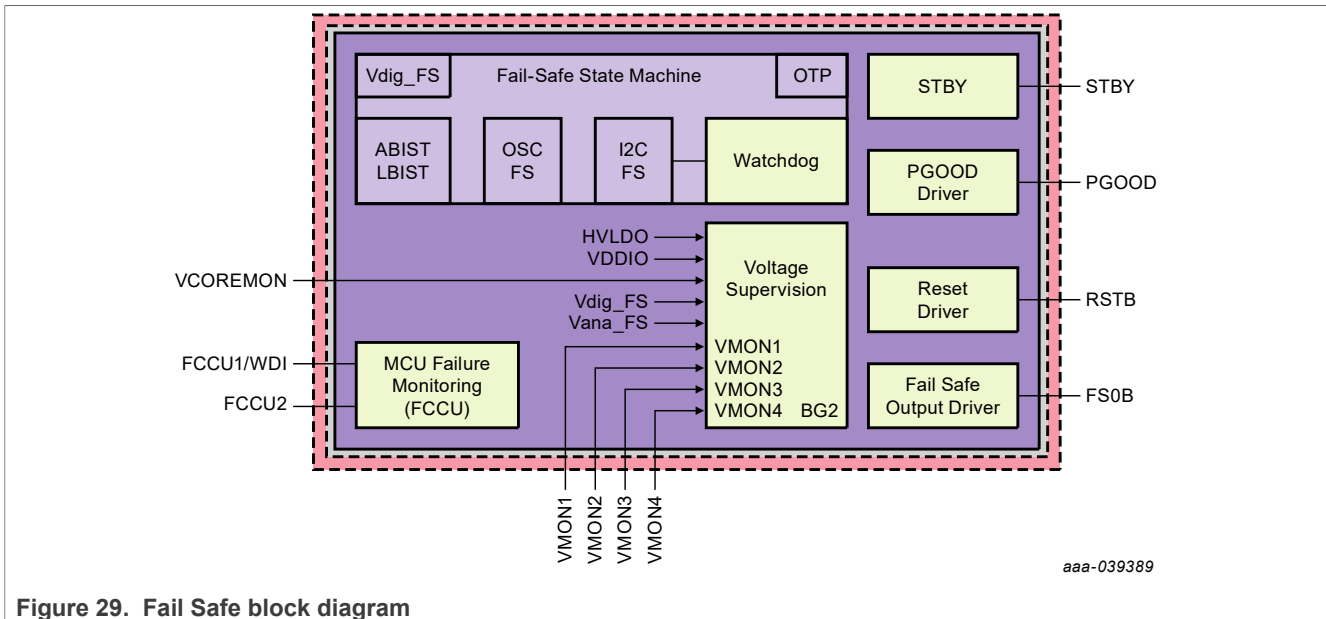 Vdig_FS
Fail-Safe State Machine
OTP
STBY
STBY
ABIST
LBIST
OSC
FS
I2C
FS
Watchdog
PGOOD
Driver
PGOOD
HVLDO
VDDIO
VCOREMON
Vdig_FS
Vana_FS
Voltage
Supervision
VMON1
VMON2
VMON3
VMON4 BG2
Reset
Driver
RSTB
FCCU1/WDI
FCCU2
MCU Failure
Monitoring
(FCCU)
Fail Safe
Output Driver
FS0B
VMON1
VMON2
VMON3
VMON4
aaa-039389
Figure 29. Fail Safe block diagram